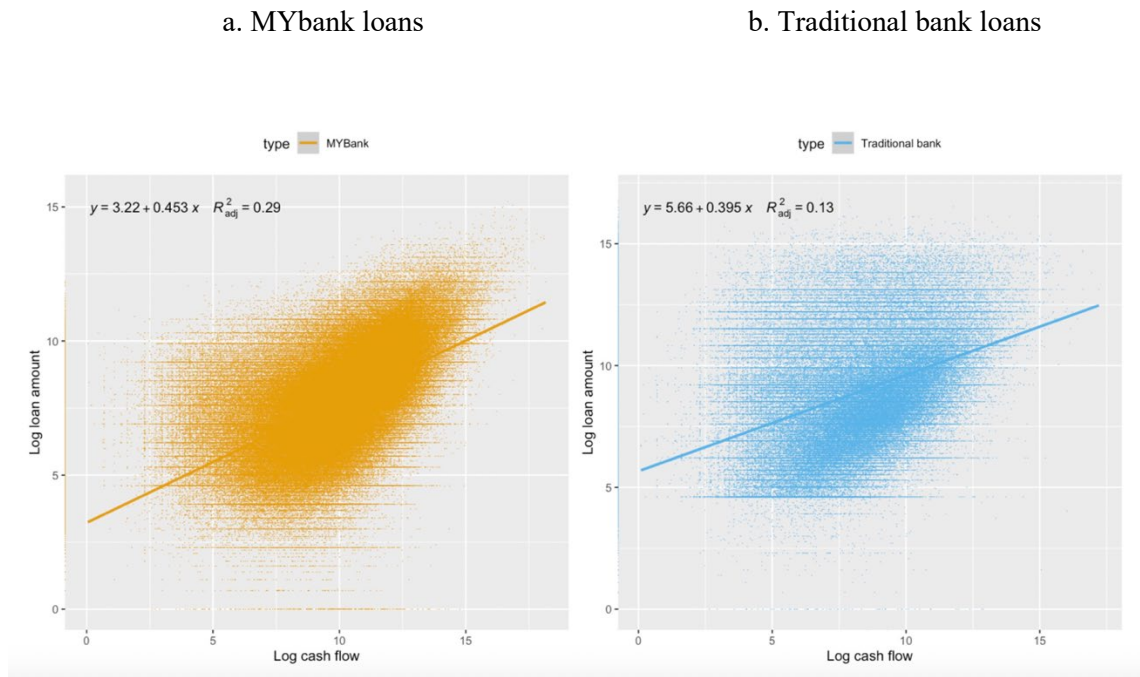 a. MYbank loans
b. Traditional bank loans
type MYBank
type Traditional bank
y = 3.22 + 0.453 x R²adj = 0.29
15
10
5
0
Log loan amount
0 5 10 15
Log cash flow
y = 5.66 + 0.395 x R²adj = 0.13
15
10
5
0
Log loan amount
0 5 10 15
Log cash flow